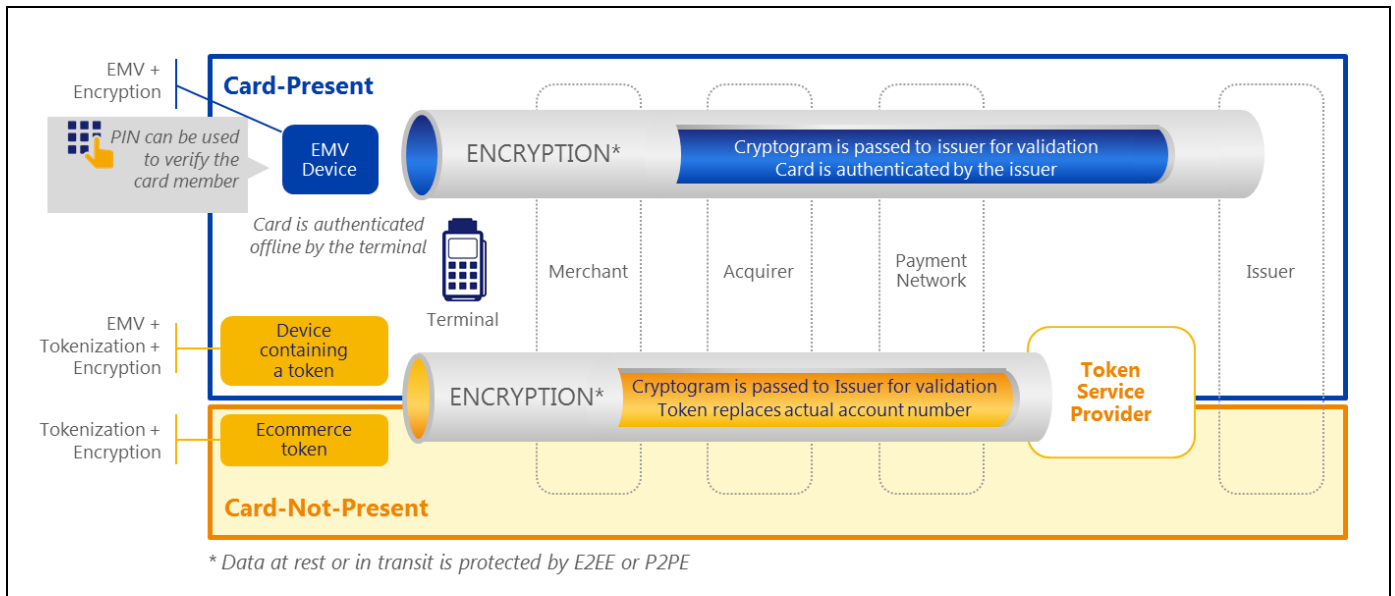 EMV +
Encryption
Card-Present
PIN can be used
to verify the
card member
EMV
Device
ENCRYPTION*
Cryptogram is passed to issuer for validation
Card is authenticated by the issuer
Card is authenticated
offline by the terminal
Terminal
Merchant
Acquirer
Payment
Network
Issuer
EMV +
Tokenization +
Encryption
Device
containing
a token
ENCRYPTION*
Cryptogram is passed to Issuer for validation
Token replaces actual account number
Token
Service
Provider
Tokenization +
Encryption
Ecommerce
token
Card-Not-Present
* Data at rest or in transit is protected by E2EE or P2PE